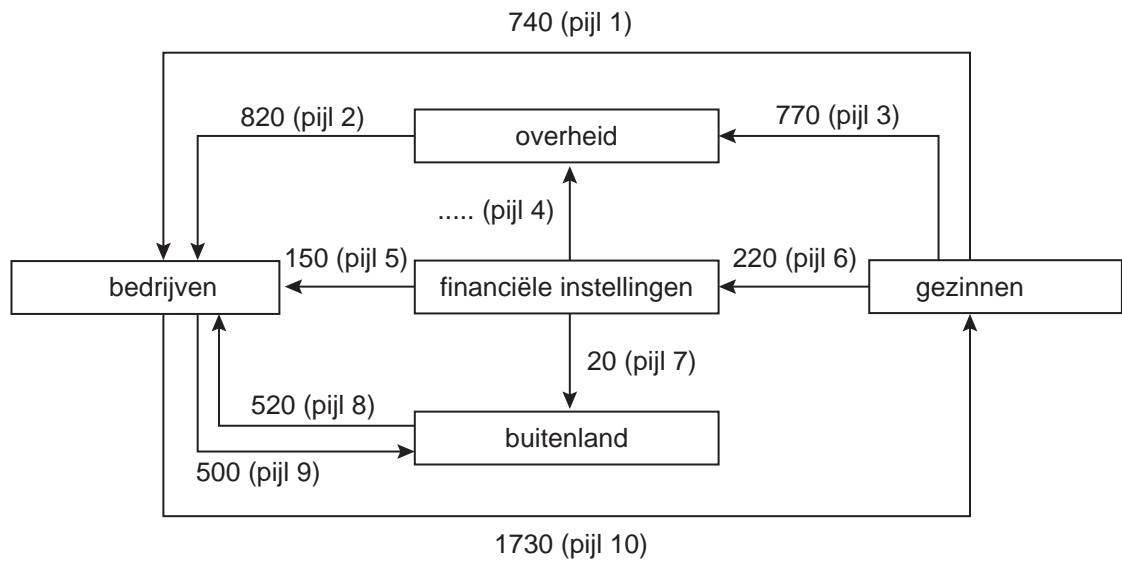 740 (pijl 1)
820 (pijl 2)
overheid
770 (pijl 3)
..... (pijl 4)
bedrijven
150 (pijl 5)
financiële instellingen
220 (pijl 6)
gezinnen
20 (pijl 7)
520 (pijl 8)
buitenland
500 (pijl 9)
1730 (pijl 10)